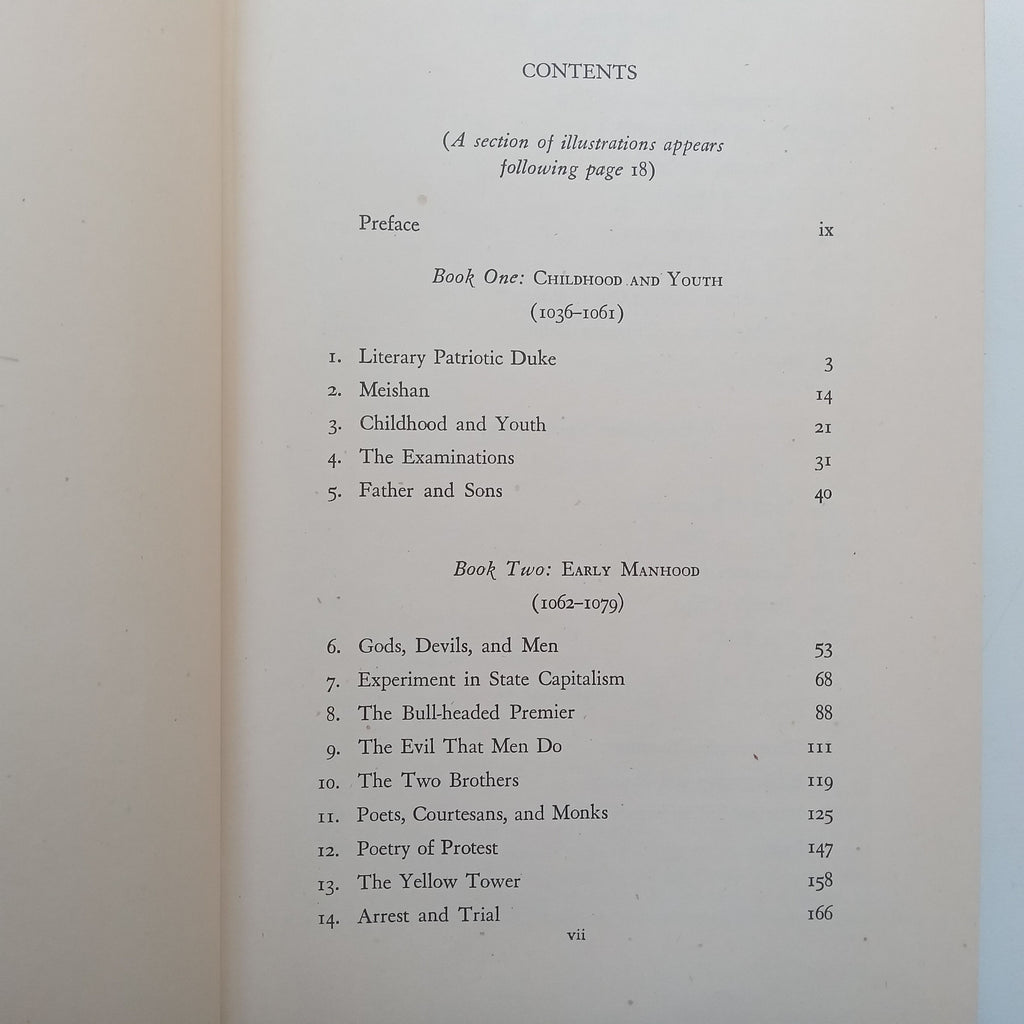 CONTENTS
(A section of illustrations appears
following page 18)
Preface ix
Book One: Childhood and Youth
(1036–1061)
1. Literary Patriotic Duke 3
2. Meishan 14
3. Childhood and Youth 21
4. The Examinations 31
5. Father and Sons 40
Book Two: Early Manhood
(1062–1079)
6. Gods, Devils, and Men 53
7. Experiment in State Capitalism 68
8. The Bull-headed Premier 88
9. The Evil That Men Do 111
10. The Two Brothers 119
11. Poets, Courtesans, and Monks 125
12. Poetry of Protest 147
13. The Yellow Tower 158
14. Arrest and Trial 166
vii